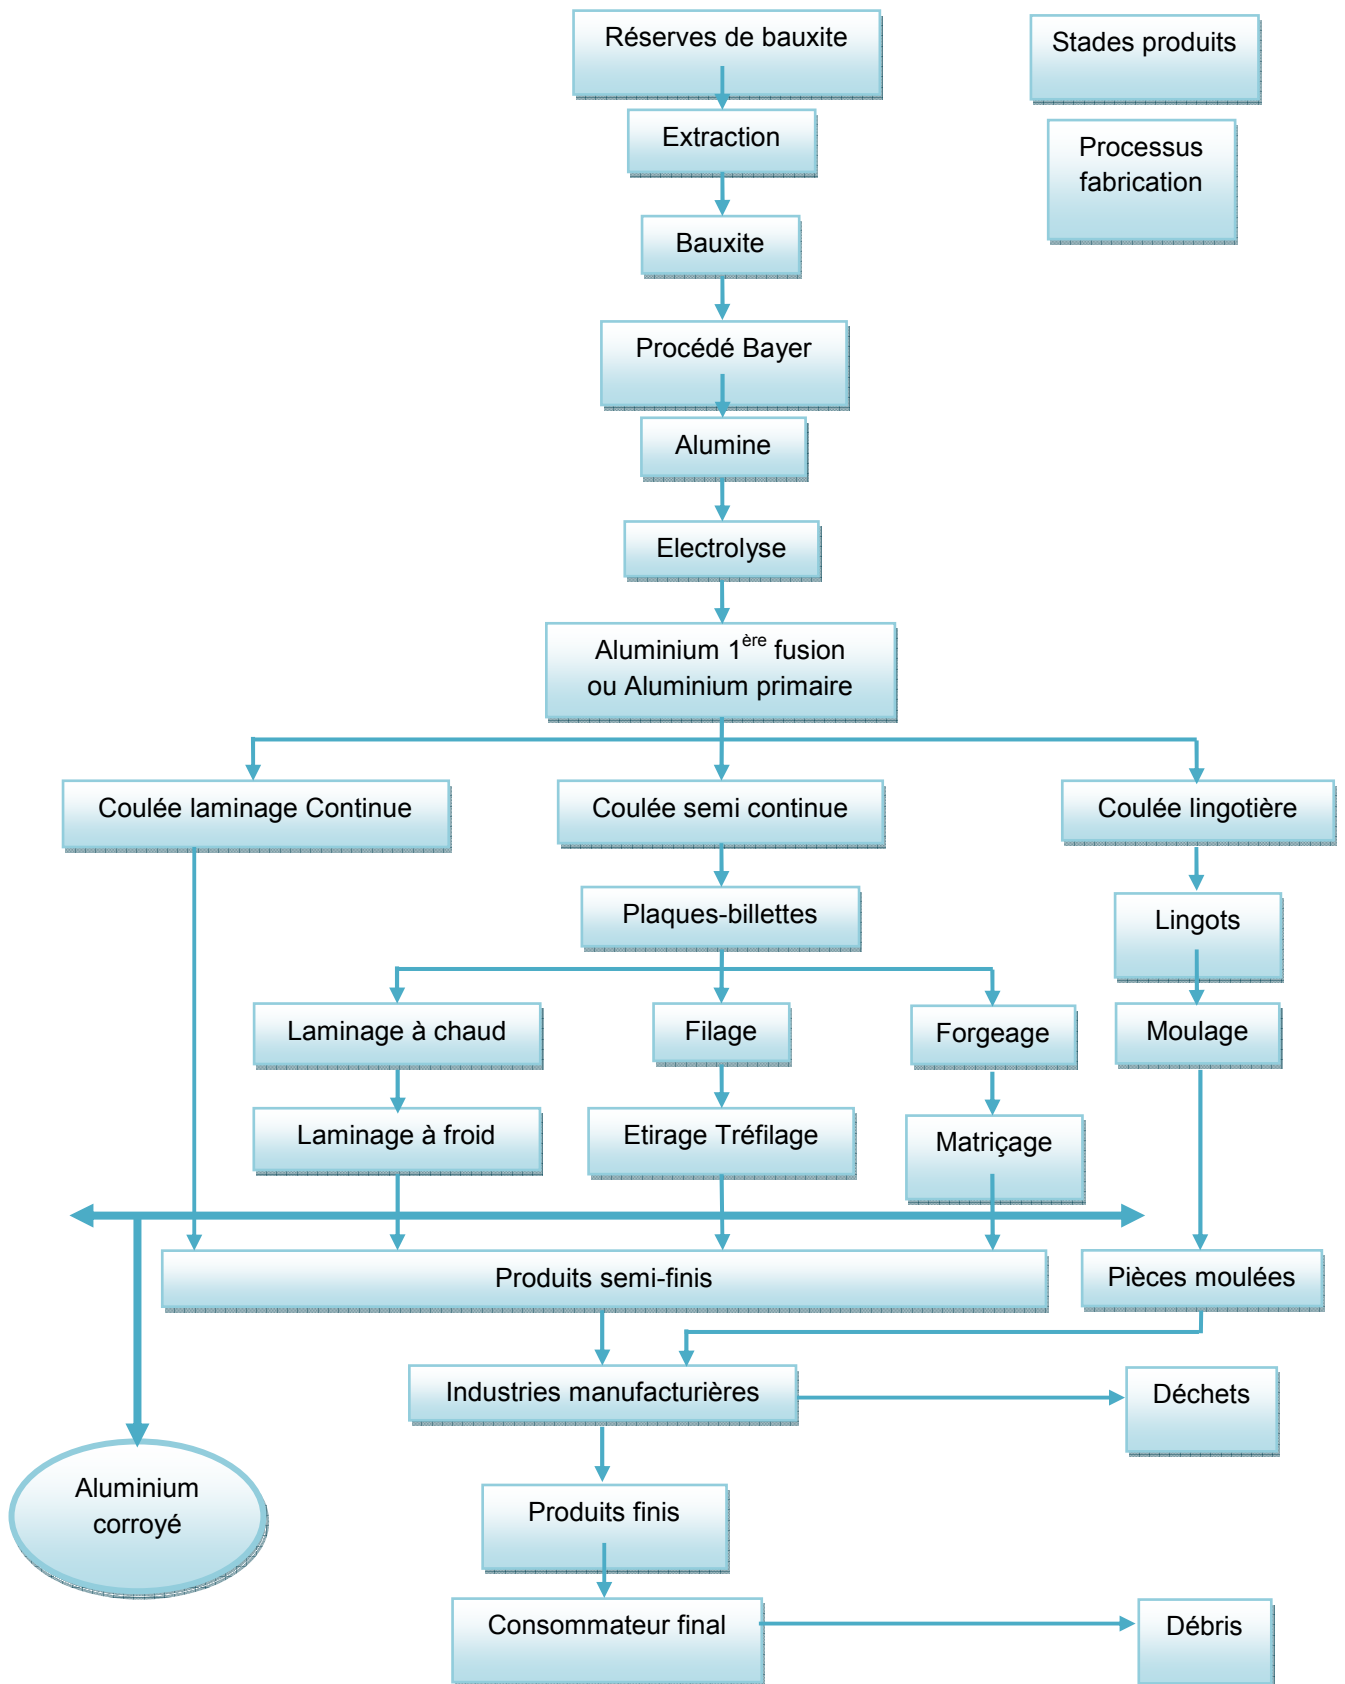 Réserves de bauxite
Stades produits
Extraction
Processus
fabrication
Bauxite
Procédé Bayer
Alumine
Electrolyse
Aluminium 1ère fusion
ou Aluminium primaire
Coulée laminage Continue
Coulée semi continue
Coulée lingotière
Plaques-billettes
Lingots
Laminage à chaud
Filage
Forgeage
Moulage
Laminage à froid
Etirage Tréfilage
Matriçage
Produits semi-finis
Pièces moulées
Industries manufacturières
Déchets
Aluminium
corroyé
Produits finis
Consommateur final
Débris